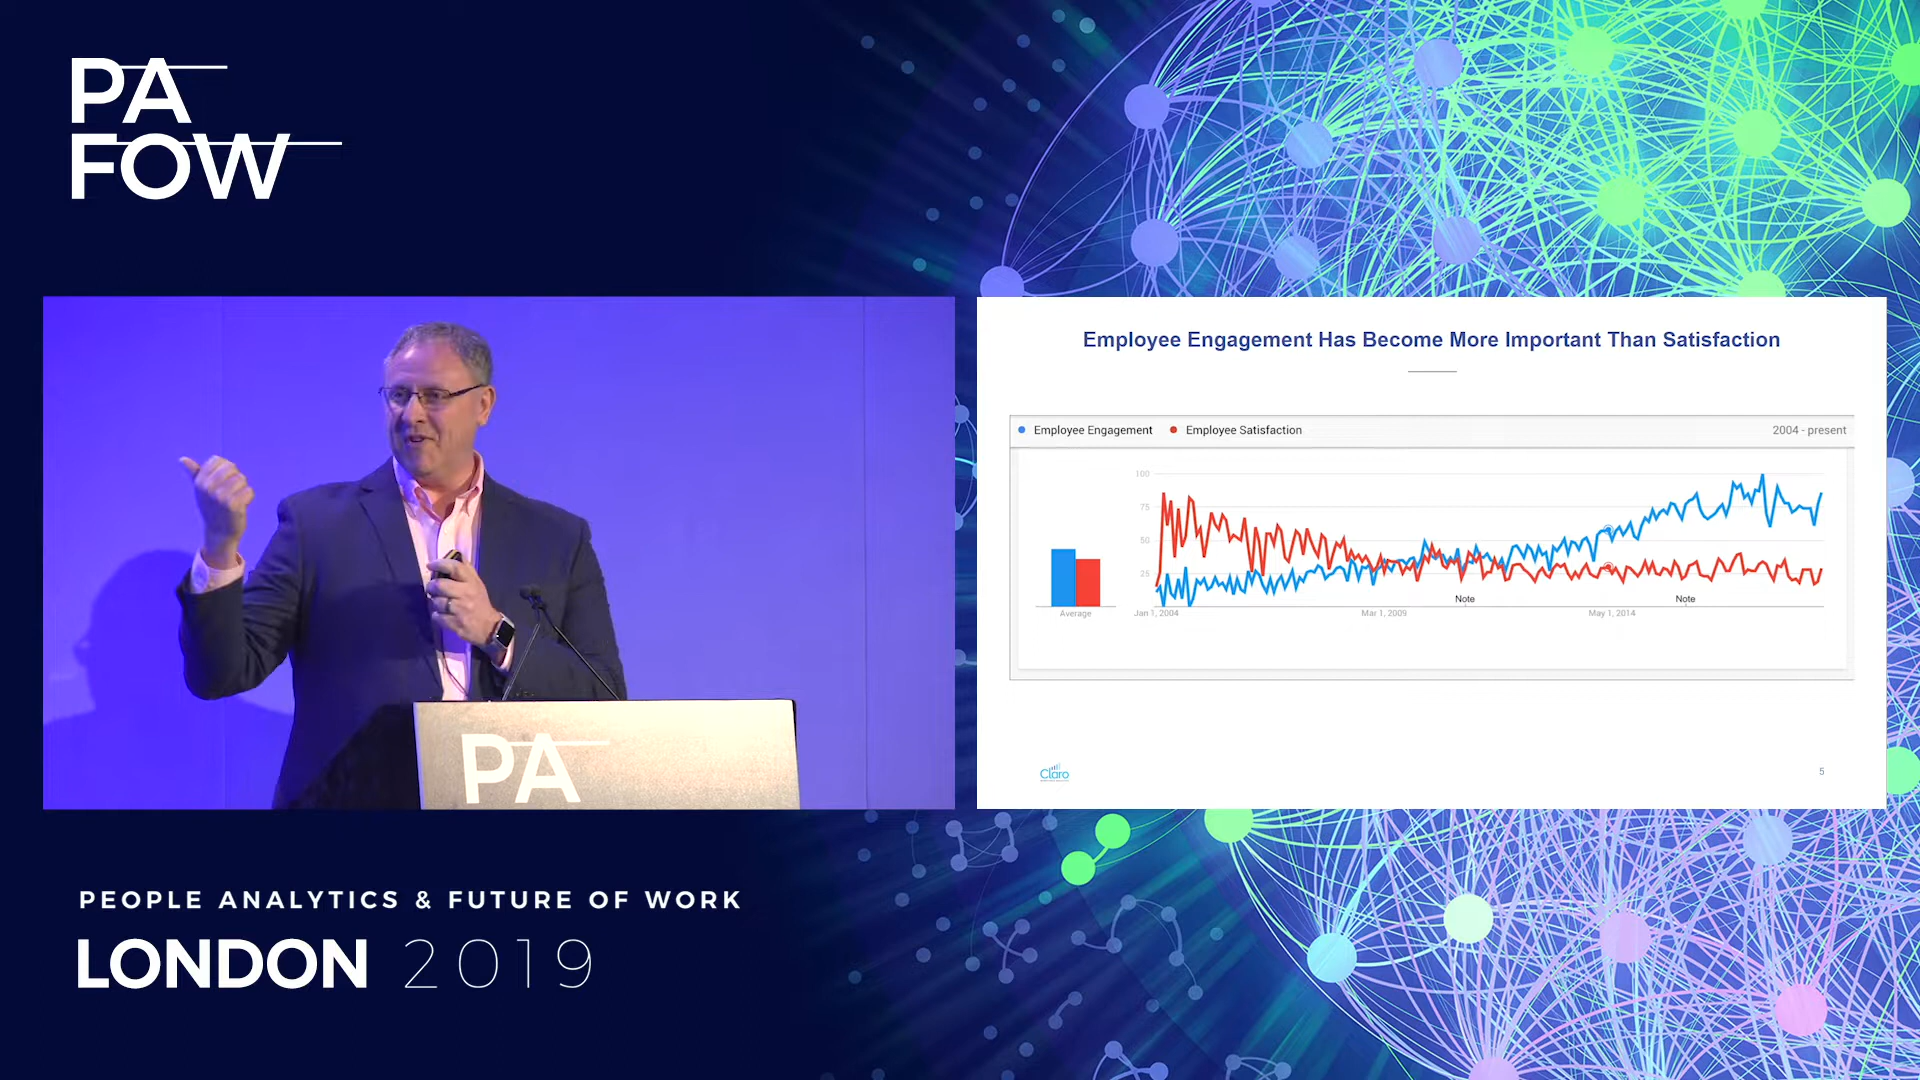 PA
FOW
PA
Employee Engagement Has Become More Important Than Satisfaction
Employee Engagement Employee Satisfaction 2004 - present
100
75
50
25
Average
Jan 1, 2004 Mar 1, 2009 May 1, 2014
Note Note
Claro
5
PEOPLE ANALYTICS & FUTURE OF WORK
LONDON 2019